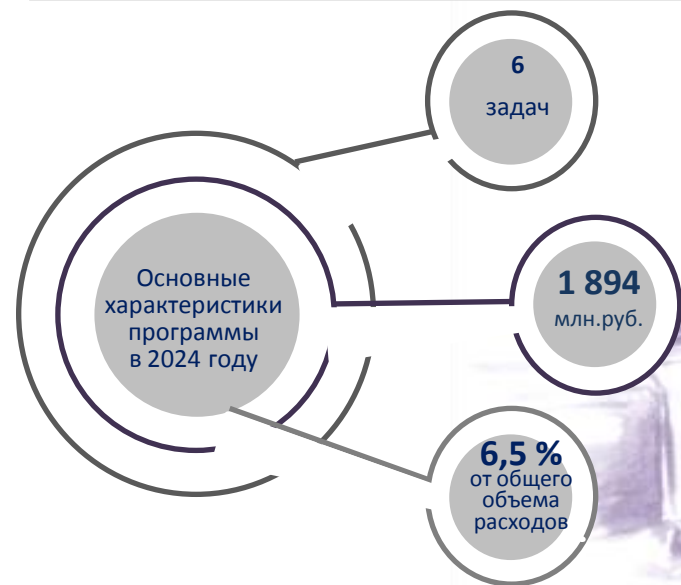 6
задач
Основные
характеристики
программы
в 2024 году
1 894
млн.руб.
6,5 %
от общего
объема
расходов